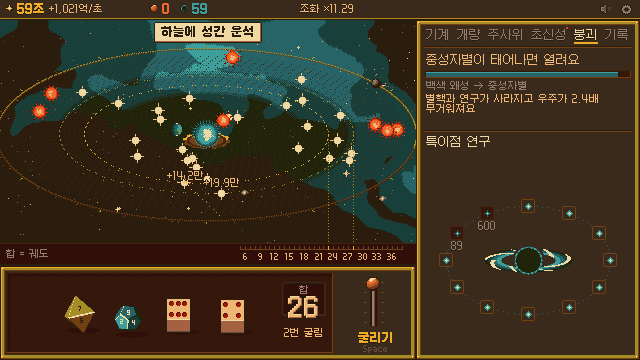 59조 +1,021억/초 0 59 조화 ×11.29
하늘에 성간 운석
+14.2만
+19.9만
합 = 궤도
6 9 12 15 18 21 24 27 30 33 36
합
26
2번 굴림
굴리기
Space
기계 개량 주사위 초신성 붕괴 기록
중성자별이 태어나면 열려요
백색 왜성 → 중성자별
별핵과 연구가 사라지고 우주가 2.4배
무거워져요
특이점 연구
600
89